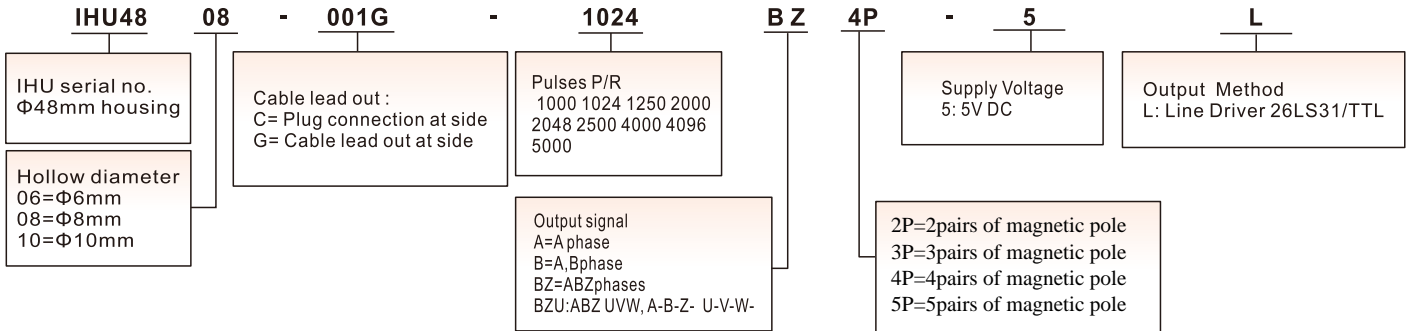 IHU48 08 - 001G - 1024 BZ 4P - 5 L
IHU serial no.
Φ48mm housing
Hollow diameter
06=Φ6mm
08=Φ8mm
10=Φ10mm
Cable lead out :
C= Plug connection at side
G= Cable lead out at side
Pulses P/R
1000 1024 1250 2000
2048 2500 4000 4096
5000
Output signal
A=A phase
B=A,Bphase
BZ=ABZphases
BZU:ABZ UVW, A-B-Z- U-V-W-
2P=2pairs of magnetic pole
3P=3pairs of magnetic pole
4P=4pairs of magnetic pole
5P=5pairs of magnetic pole
Supply Voltage
5: 5V DC
Output Method
L: Line Driver 26LS31/TTL